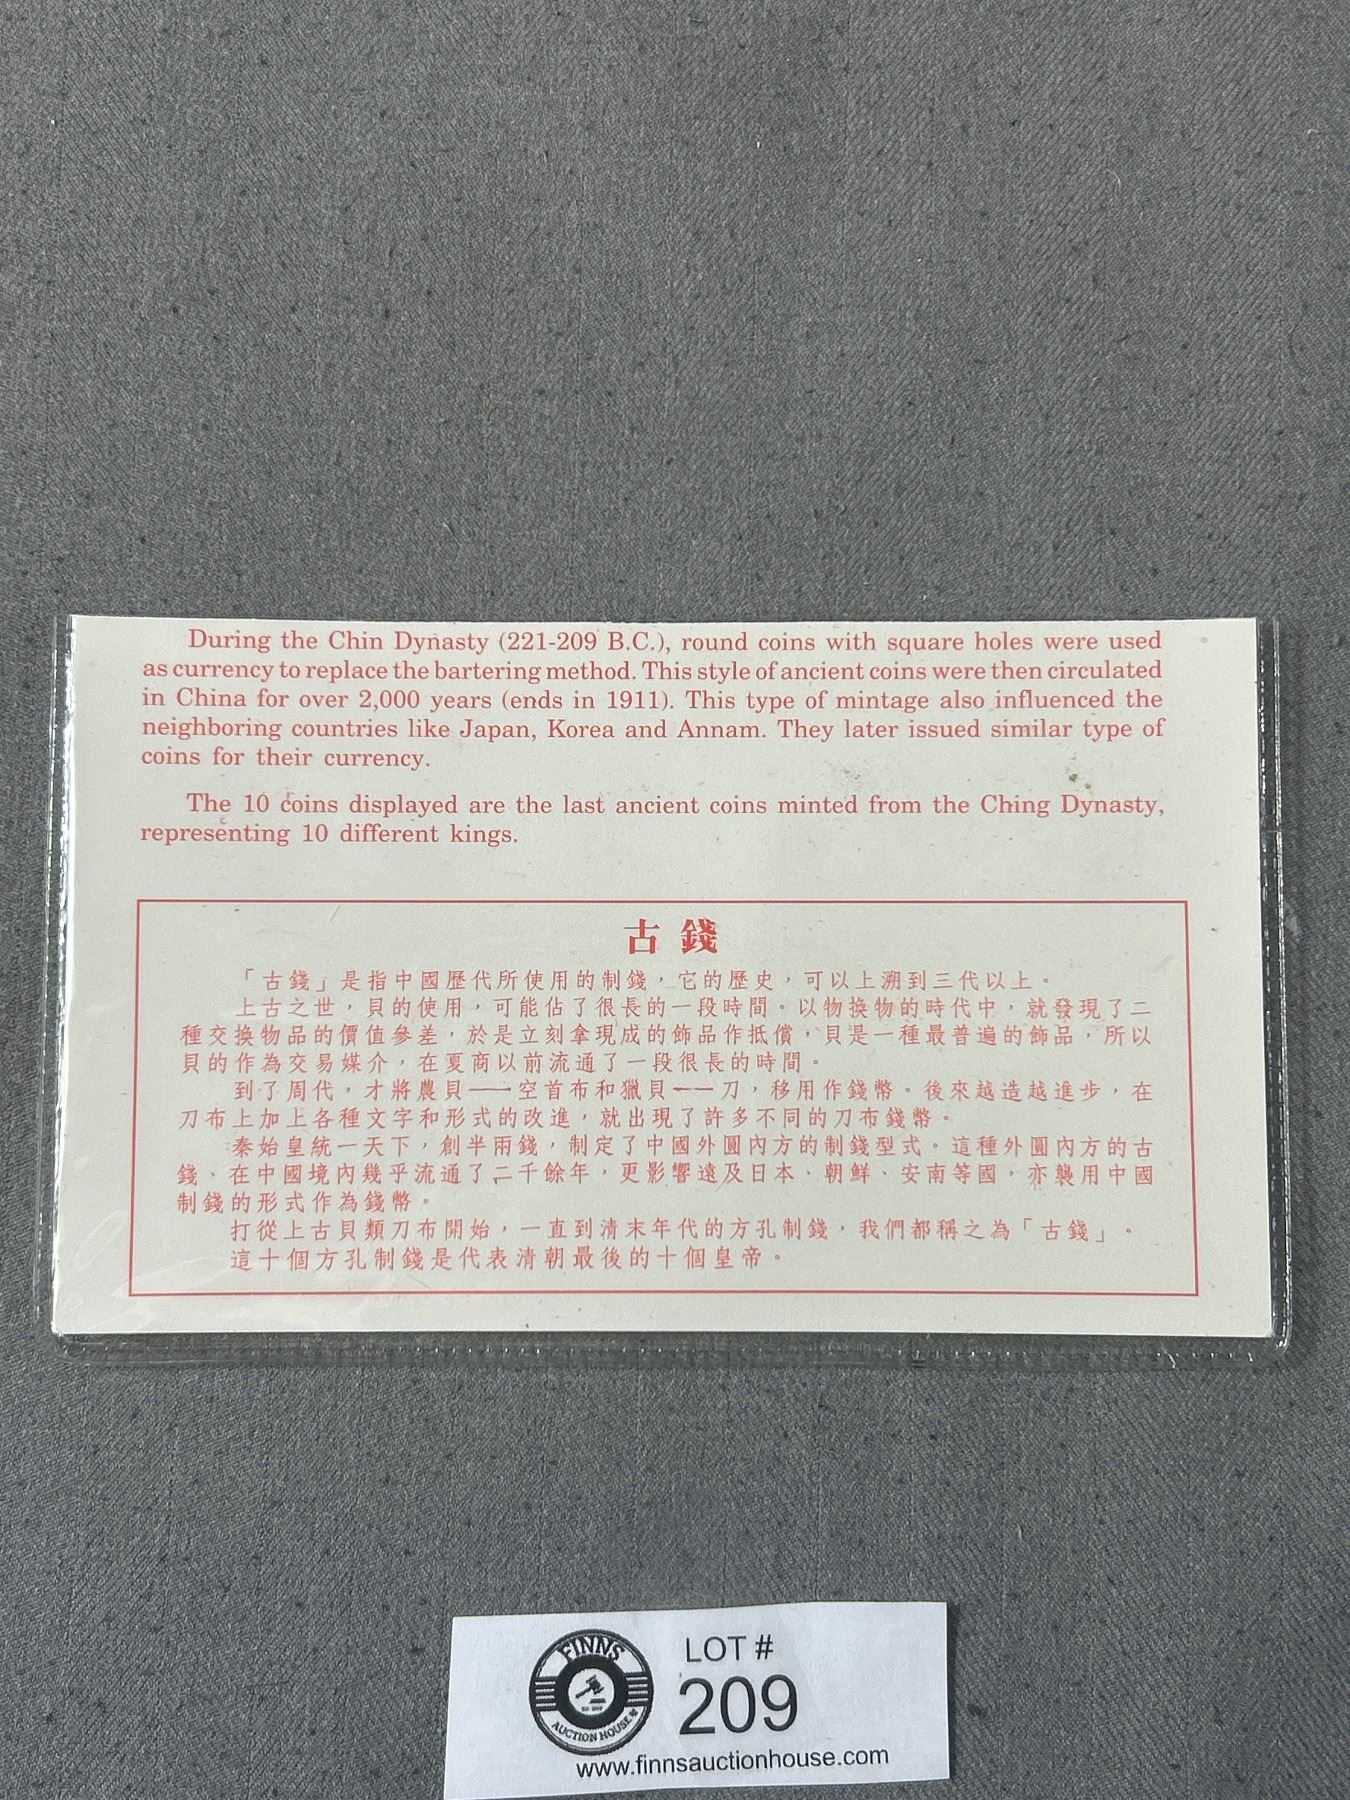 During the Chin Dynasty (221-209 B.C.), round coins with square holes were used
as currency to replace the bartering method. This style of ancient coins were then circulated
in China for over 2,000 years (ends in 1911). This type of mintage also influenced the
neighboring countries like Japan, Korea and Annam. They later issued similar type of
coins for their currency.
The 10 coins displayed are the last ancient coins minted from the Ching Dynasty,
representing 10 different kings.
古錢
「古錢」是指中國歷代所使用的制錢，它的歷史，可以上溯到三代以上。
上古之世，貝的使用，可能佔了很長的一段時間。以物換物的時代中，就發現了二
種交換物品的價值參差，於是立刻拿現成的飾品作抵償，貝是一種最普遍的飾品，所以
貝的作為交易媒介，在夏商以前流通了一段很長的時間。
到了周代，才將農貝——空首布和獵貝——刀，移用作錢幣。後來越造越進步，在
刀布上加上各種文字和形式的改進，就出現了許多不同的刀布錢幣。
秦始皇統一天下，創半兩錢，制定了中國外圓內方的制錢型式。這種外圓內方的古
錢、在中國境內幾乎流通了二千餘年，更影響遠及日本、朝鮮、安南等國，亦襲用中國
制錢的形式作為錢幣。
打從上古貝類刀布開始，一直到清末年代的方孔制錢，我們都稱之為「古錢」。
這十個方孔制錢是代表清朝最後的十個皇帝。
FINNS
AUCTION HOUSE
LOT #
209
www.finnsauctionhouse.com